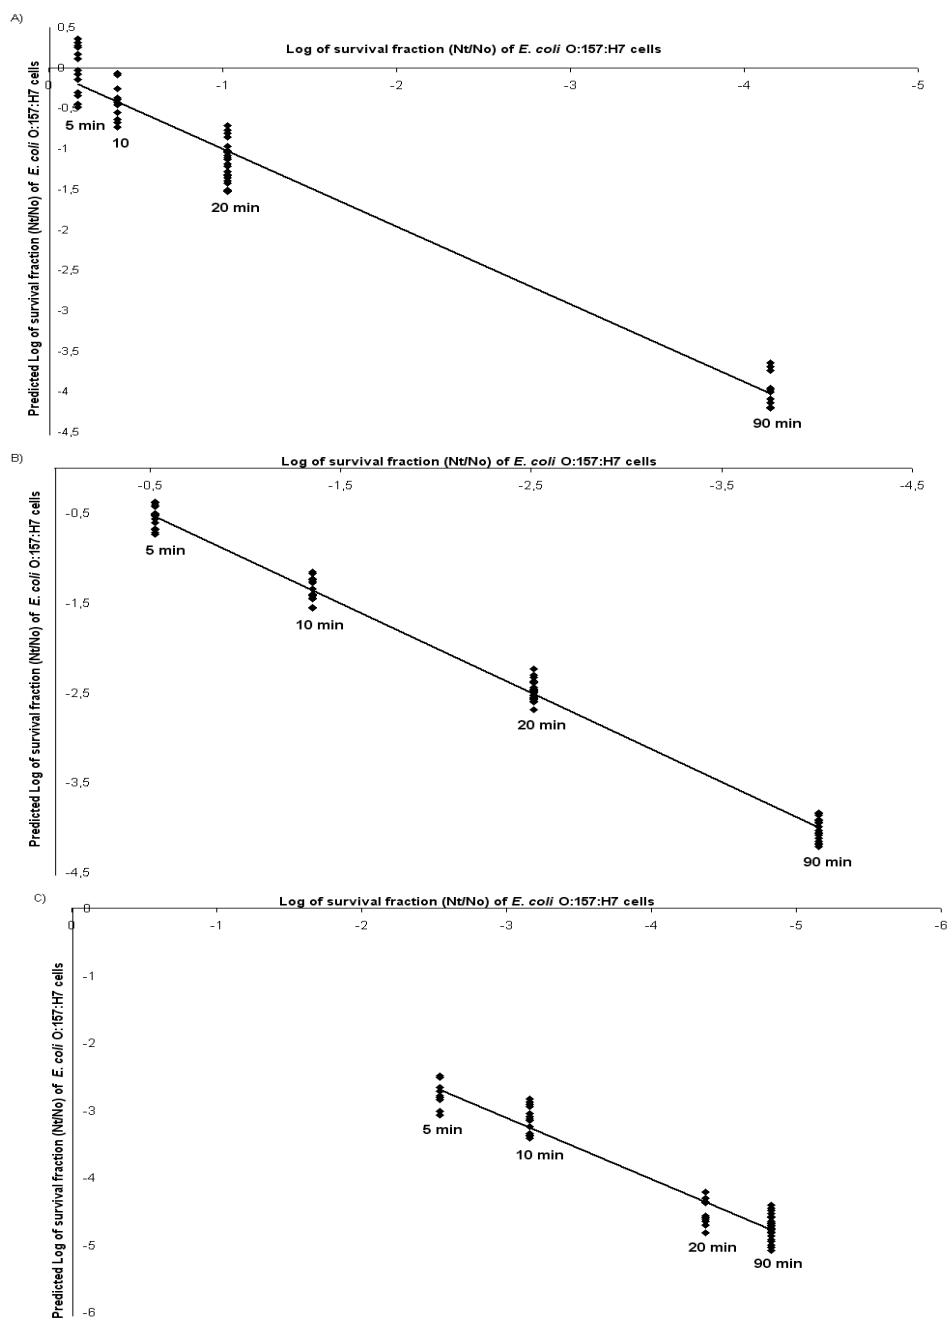 A)
0,5
Log of survival fraction (Nt/No) of E. coli O:157:H7 cells
0
0
-1
-2
-3
-4
-5
-0,5
5 min
10
-1
-1,5
20 min
-2
-2,5
-3
-3,5
-4
90 min
-4,5
Predicted Log of survival fraction (Nt/No) of E. coli O:157:H7 cells
B)
Log of survival fraction (Nt/No) of E. coli O:157:H7 cells
-0,5
-1,5
-2,5
-3,5
-4,5
-0,5
5 min
-1,5
10 min
-2,5
20 min
-3,5
90 min
-4,5
Predicted Log of survival fraction (Nt/No) of E. coli O:157:H7 cells
C)
Log of survival fraction (Nt/No) of E. coli O:157:H7 cells
0
0
-1
-2
-3
-4
-5
-6
-1
-2
-3
5 min
10 min
-4
20 min
-5
90 min
-6
Predicted Log of survival fraction (Nt/No) of E. coli O:157:H7 cells